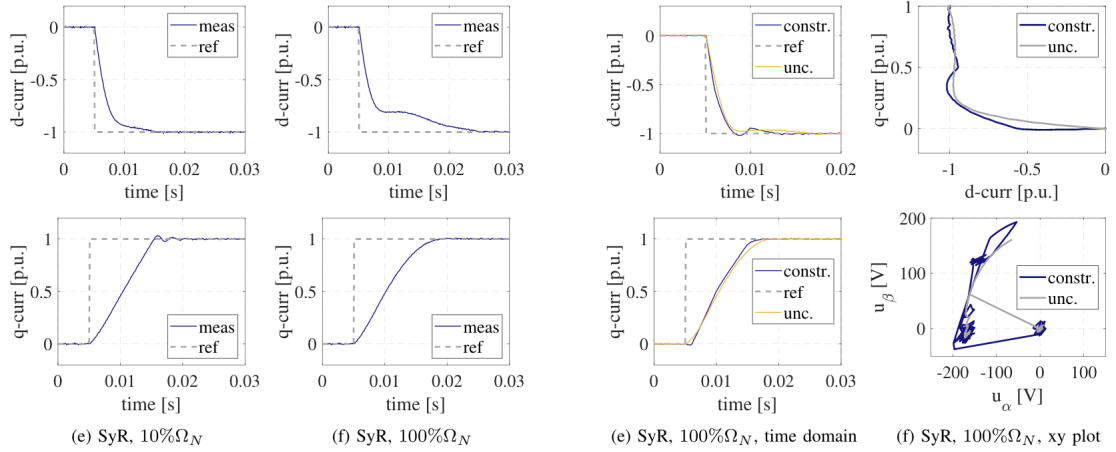 0
-0.5
-1
d-curr [p.u.]
meas
ref
0 0.01 0.02 0.03
time [s]
0
-0.5
-1
d-curr [p.u.]
meas
ref
0 0.01 0.02 0.03
time [s]
0
-0.5
-1
d-curr [p.u.]
constr.
ref
unc.
0 0.01 0.02
time [s]
1
0.5
0
q-curr [p.u.]
constr.
unc.
-1 -0.5 0
d-curr [p.u.]
1
0.5
0
q-curr [p.u.]
meas
ref
0 0.01 0.02 0.03
time [s]
1
0.5
0
q-curr [p.u.]
meas
ref
0 0.01 0.02 0.03
time [s]
1
0.5
0
q-curr [p.u.]
constr.
ref
unc.
0 0.01 0.02 0.03
time [s]
200
100
0
u_β [V]
constr.
unc.
-200 -100 0 100
u_α [V]
(e) SyR, 10%Ω_N
(f) SyR, 100%Ω_N
(e) SyR, 100%Ω_N, time domain
(f) SyR, 100%Ω_N, xy plot